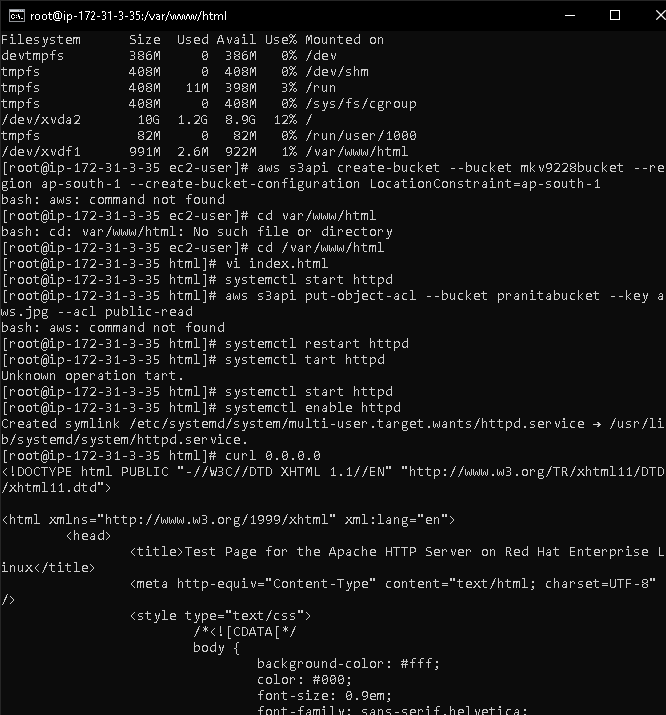 root@ip-172-31-3-35:/var/www/html
Filesystem      Size  Used Avail Use% Mounted on
devtmpfs        386M     0  386M   0% /dev
tmpfs           408M     0  408M   0% /dev/shm
tmpfs           408M   11M  398M   3% /run
tmpfs           408M     0  408M   0% /sys/fs/cgroup
/dev/xvda2       10G  1.2G  8.9G  12% /
tmpfs            82M     0   82M   0% /run/user/1000
/dev/xvdf1      991M  2.6M  922M   1% /var/www/html
[root@ip-172-31-3-35 ec2-user]# aws s3api create-bucket --bucket mkv9228bucket --re
gion ap-south-1 --create-bucket-configuration LocationConstraint=ap-south-1
bash: aws: command not found
[root@ip-172-31-3-35 ec2-user]# cd var/www/html
bash: cd: var/www/html: No such file or directory
[root@ip-172-31-3-35 ec2-user]# cd /var/www/html
[root@ip-172-31-3-35 html]# vi index.html
[root@ip-172-31-3-35 html]# systemctl start httpd
[root@ip-172-31-3-35 html]# aws s3api put-object-acl --bucket pranitabucket --key a
ws.jpg --acl public-read
bash: aws: command not found
[root@ip-172-31-3-35 html]# systemctl restart httpd
[root@ip-172-31-3-35 html]# systemctl tart httpd
Unknown operation tart.
[root@ip-172-31-3-35 html]# systemctl start httpd
[root@ip-172-31-3-35 html]# systemctl enable httpd
Created symlink /etc/systemd/system/multi-user.target.wants/httpd.service → /usr/li
b/systemd/system/httpd.service.
[root@ip-172-31-3-35 html]# curl 0.0.0.0
<!DOCTYPE html PUBLIC "-//W3C//DTD XHTML 1.1//EN" "http://www.w3.org/TR/xhtml11/DTD
/xhtml11.dtd">
<html xmlns="http://www.w3.org/1999/xhtml" xml:lang="en">
        <head>
                <title>Test Page for the Apache HTTP Server on Red Hat Enterprise L
inux</title>
                <meta http-equiv="Content-Type" content="text/html; charset=UTF-8"
/>
                <style type="text/css">
                        /*<![CDATA[*/
                        body {
                                background-color: #fff;
                                color: #000;
                                font-size: 0.9em;
                                font-family: sans-serif,helvetica;